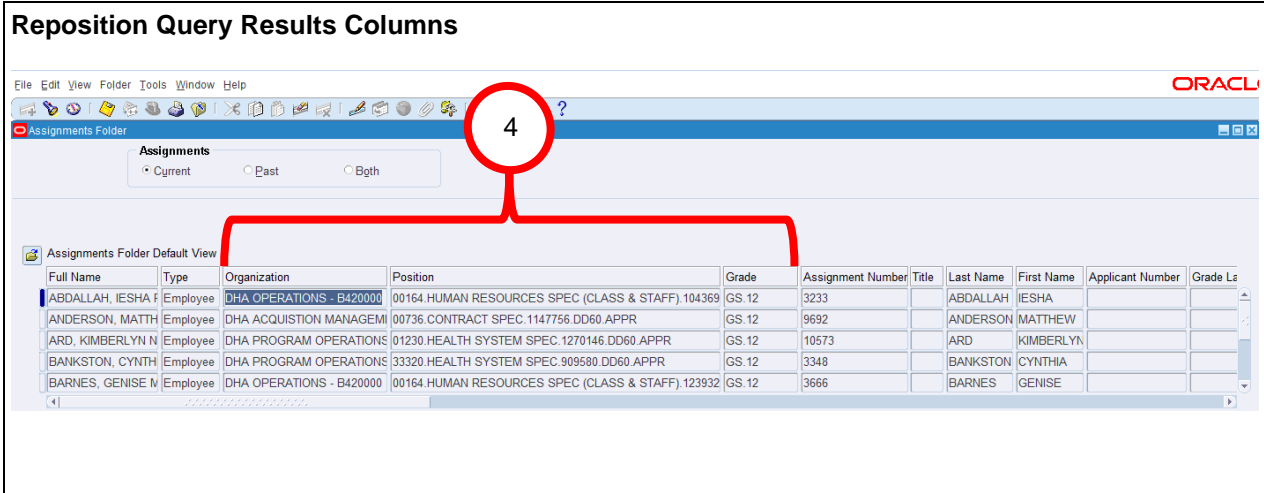 Reposition Query Results Columns
File Edit View Folder Tools Window Help
ORACL
4
?
Assignments Folder
Assignments
Current Past Both
Assignments Folder Default View
Full Name Type Organization Position Grade Assignment Number Title Last Name First Name Applicant Number Grade La
ABDALLAH, IESHA Employee DHA OPERATIONS - B420000 00164.HUMAN RESOURCES SPEC (CLASS & STAFF).104369 GS.12 3233 ABDALLAH IESHA
ANDERSON, MATTH Employee DHA ACQUISTION MANAGEMI 00736.CONTRACT SPEC.1147756.DD60.APPR GS.12 9692 ANDERSON MATTHEW
ARD, KIMBERLYN N Employee DHA PROGRAM OPERATIONS 01230.HEALTH SYSTEM SPEC.1270146.DD60.APPR GS.12 10573 ARD KIMBERLYN
BANKSTON, CYNTH Employee DHA PROGRAM OPERATIONS 33320.HEALTH SYSTEM SPEC.909580.DD60.APPR GS.12 3348 BANKSTON CYNTHIA
BARNES, GENISE M Employee DHA OPERATIONS - B420000 00164.HUMAN RESOURCES SPEC (CLASS & STAFF).123932 GS.12 3666 BARNES GENISE